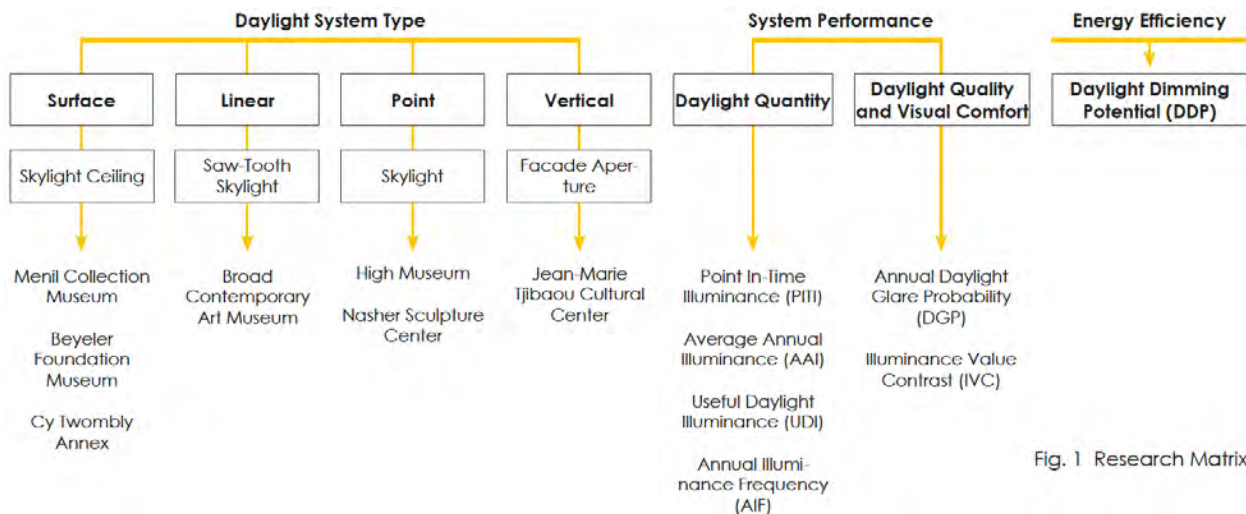 Daylight System Type
System Performance
Energy Efficiency
Surface
Linear
Point
Vertical
Daylight Quantity
Daylight Quality
and Visual Comfort
Daylight Dimming
Potential (DDP)
Skylight Ceiling
Saw-Tooth
Skylight
Skylight
Facade Aper-
ture
Menil Collection
Museum
Beyeler
Foundation
Museum
Cy Twombly
Annex
Broad
Contemporary
Art Museum
High Museum
Nasher Sculpture
Center
Jean-Marie
Tjibaou Cultural
Center
Point In-Time
Illuminance (PITI)
Average Annual
Illuminance (AAI)
Useful Daylight
Illuminance (UDI)
Annual Illumi-
nance Frequency
(AIF)
Annual Daylight
Glare Probability
(DGP)
Illuminance Value
Contrast (IVC)
Fig. 1 Research Matrix